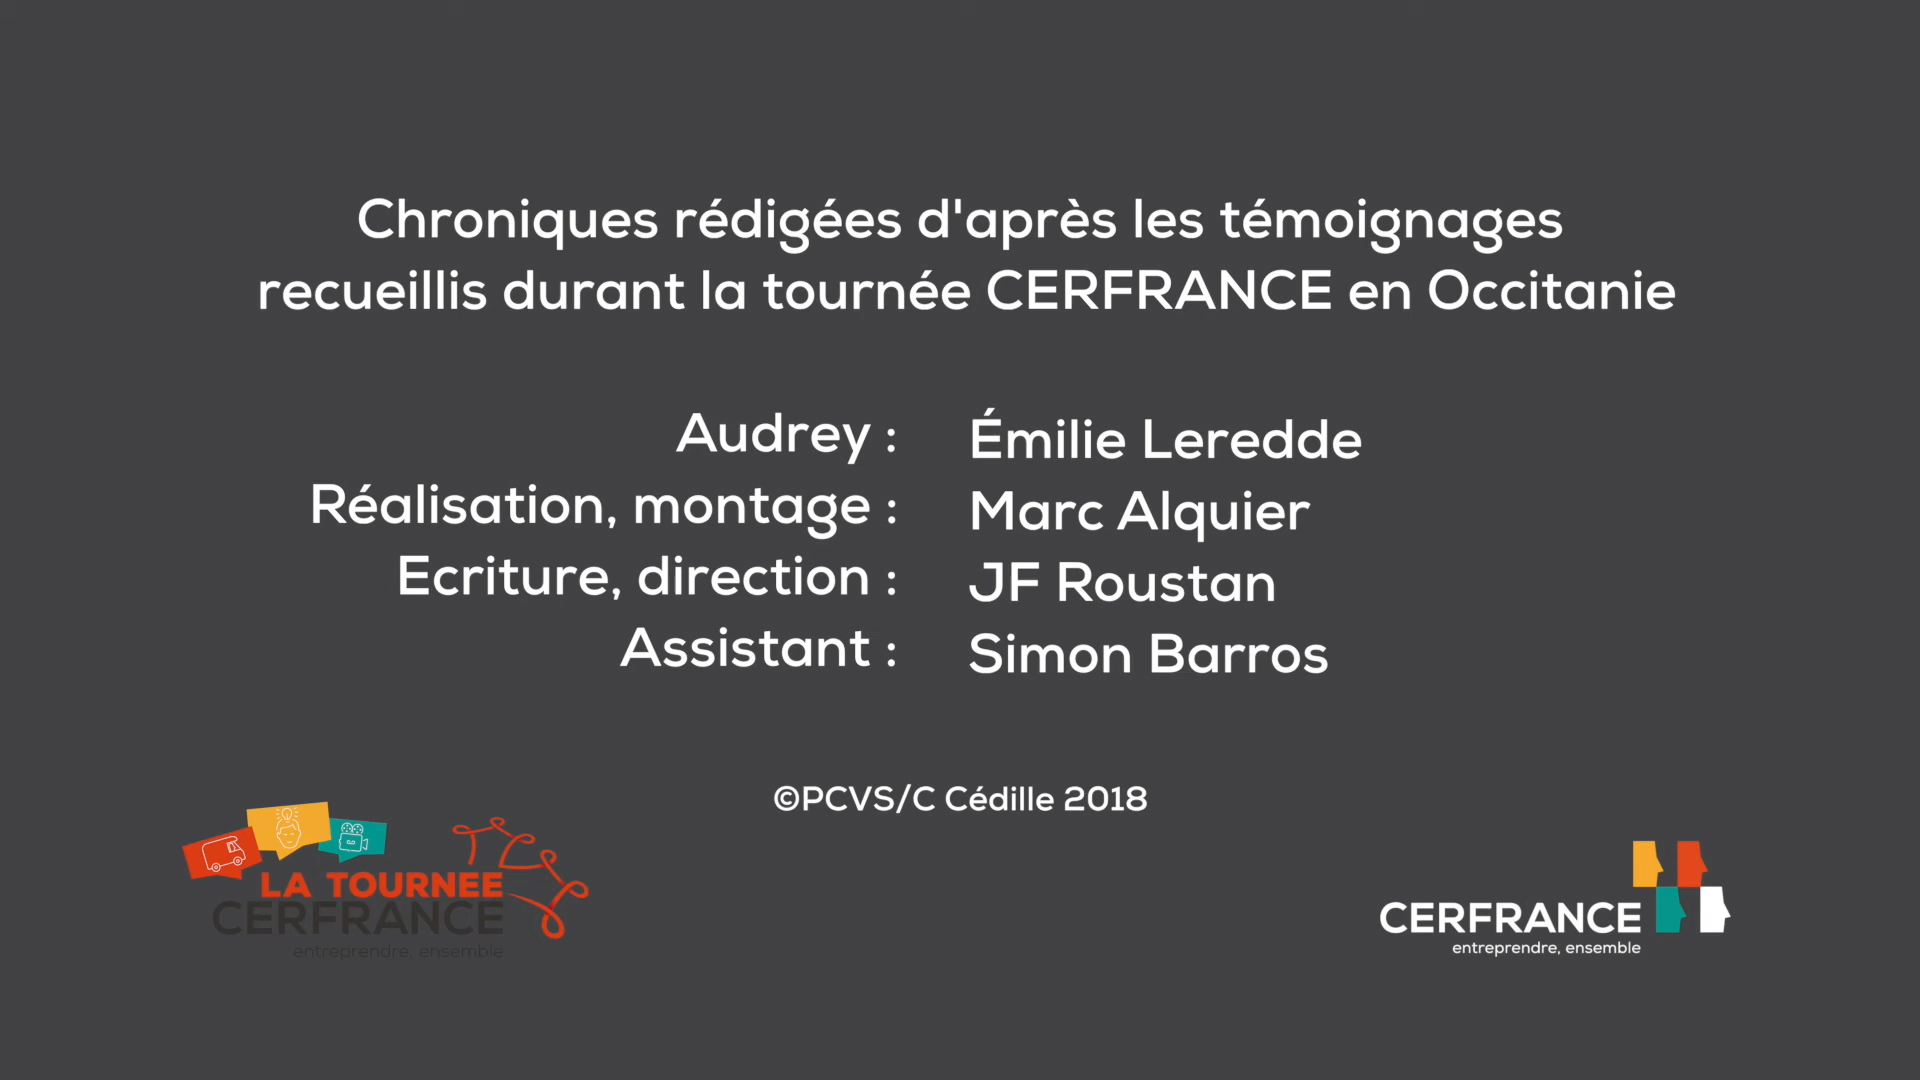 Chroniques rédigées d'après les témoignages
recueillis durant la tournée CERFRANCE en Occitanie
Audrey : Émilie Leredde
Réalisation, montage : Marc Alquier
Ecriture, direction : JF Roustan
Assistant : Simon Barros
©PCVS/C Cédille 2018
LA TOURNEE
CERFRANCE
entreprendre, ensemble
CERFRANCE
entreprendre, ensemble